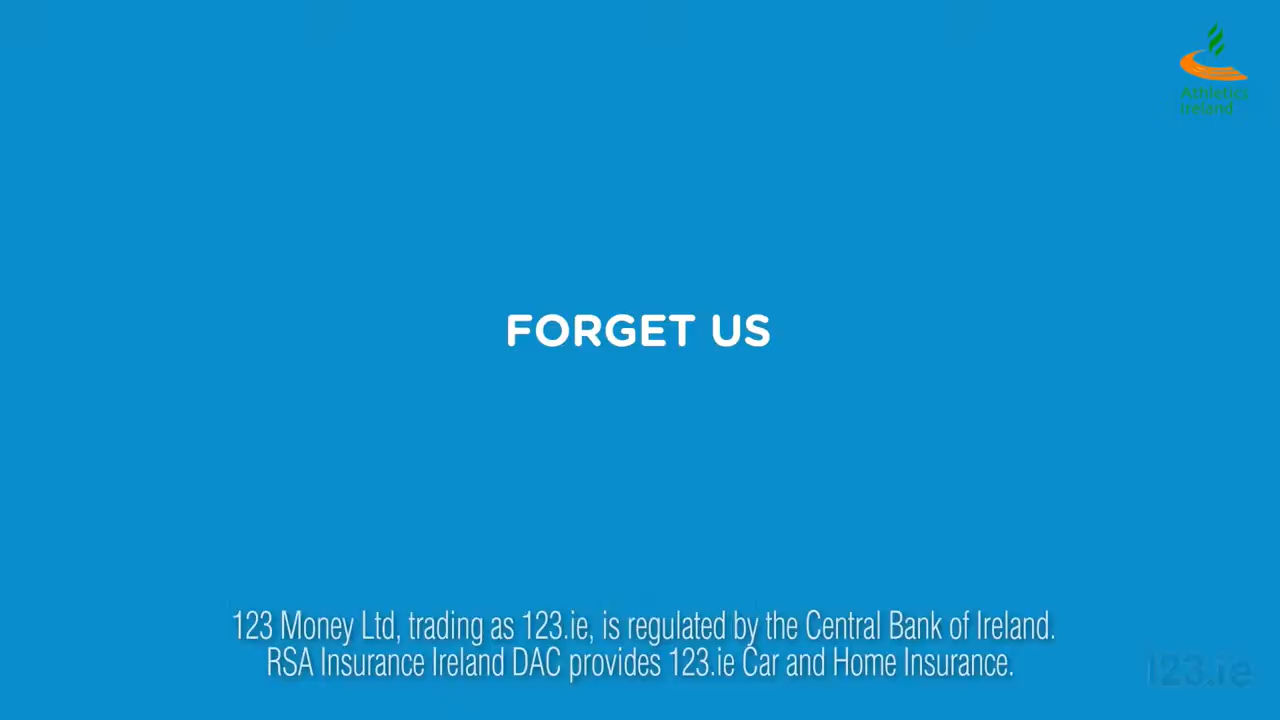 Athletics
Ireland
FORGET US
123 Money Ltd, trading as 123.ie, is regulated by the Central Bank of Ireland.
RSA Insurance Ireland DAC provides 123.ie Car and Home Insurance.
123.ie